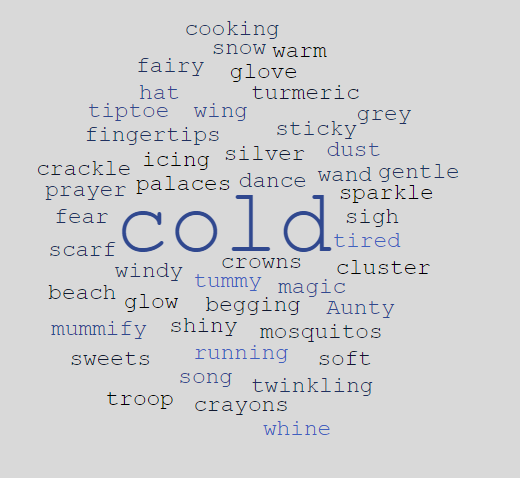 cooking
snow warm
fairy glove
hat turmeric
tiptoe wing grey
fingertips sticky
crackle icing silver dust
prayer palaces dance wand gentle
sparkle
fear cold sigh
scarf tired
windy crowns cluster
beach tummy magic
glow begging Aunty
mummify shiny mosquitos
sweets running soft
song twinkling
troop crayons
whine